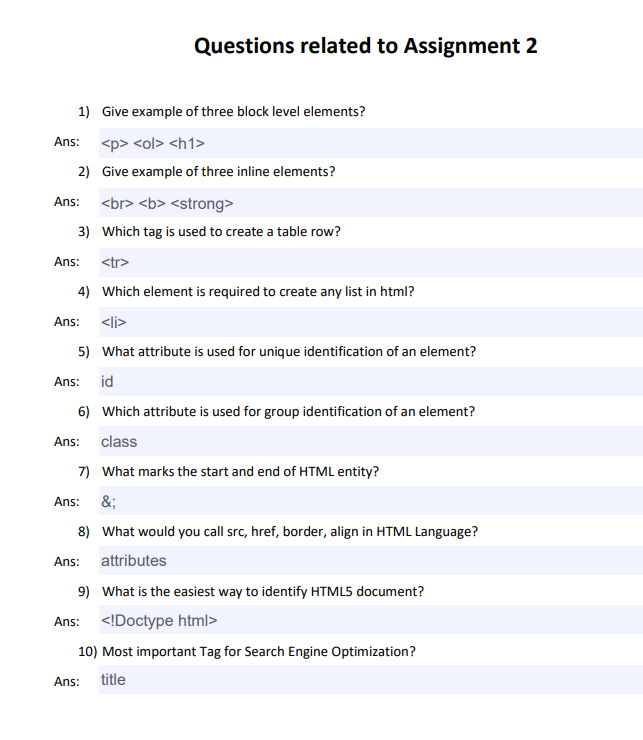 Questions related to Assignment 2
1) Give example of three block level elements?
Ans: <p> <ol> <h1>
2) Give example of three inline elements?
Ans: <br> <b> <strong>
3) Which tag is used to create a table row?
Ans: <tr>
4) Which element is required to create any list in html?
Ans: <li>
5) What attribute is used for unique identification of an element?
Ans: id
6) Which attribute is used for group identification of an element?
Ans: class
7) What marks the start and end of HTML entity?
Ans: &;
8) What would you call src, href, border, align in HTML Language?
Ans: attributes
9) What is the easiest way to identify HTML5 document?
Ans: <!Doctype html>
10) Most important Tag for Search Engine Optimization?
Ans: title